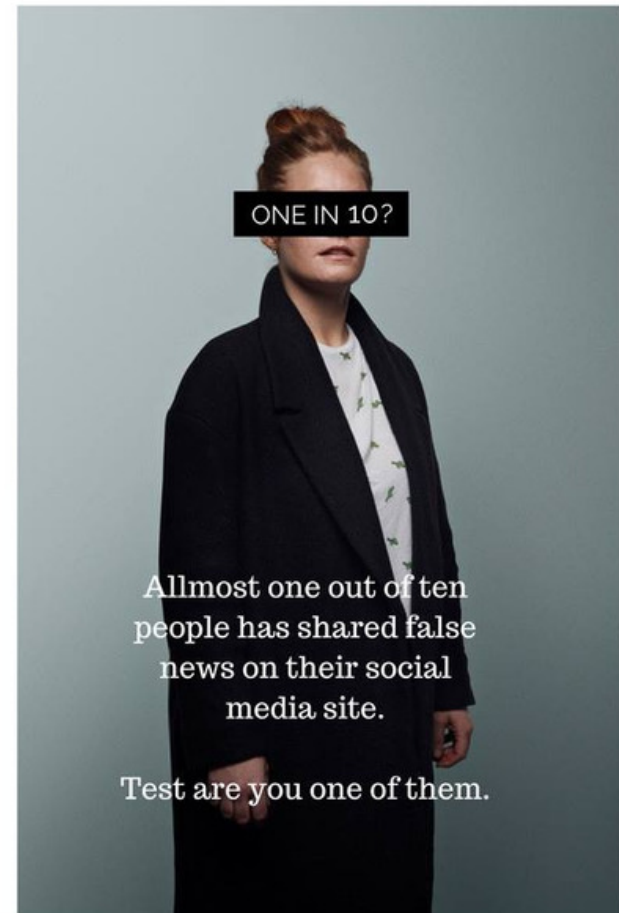 ONE IN 10?
Allmost one out of ten
people has shared false
news on their social
media site.
Test are you one of them.